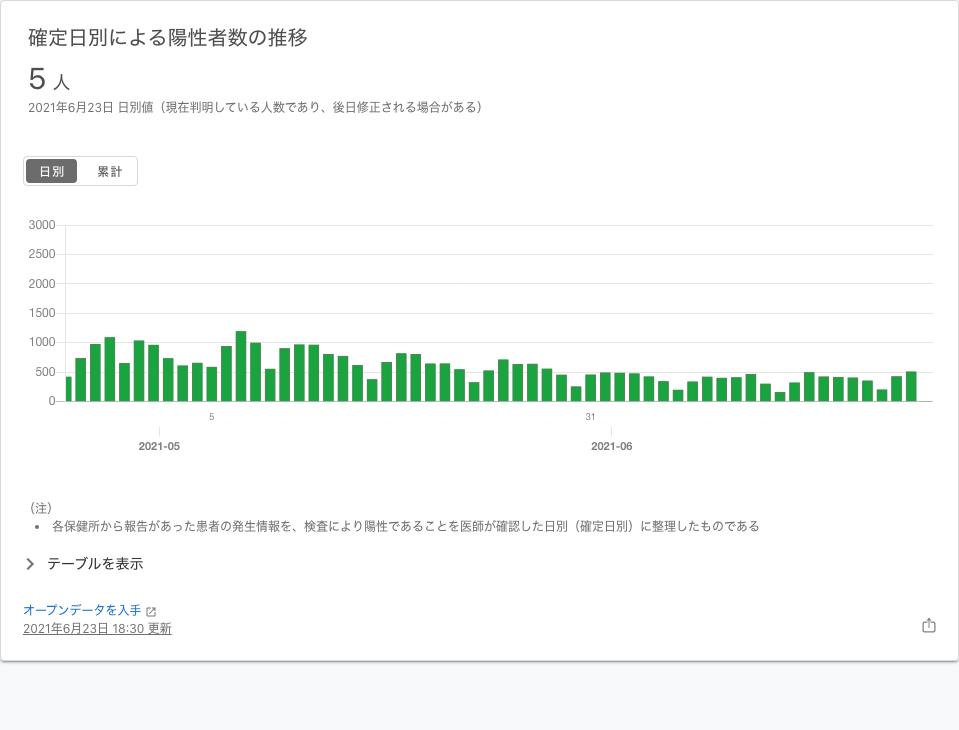 確定日別による陽性者数の推移
5 人
2021年6月23日 日別値（現在判明している人数であり、後日修正される場合がある）
日別 累計
3000
2500
2000
1500
1000
500
0
5 31
2021-05 2021-06
（注）
• 各保健所から報告があった患者の発生情報を、検査により陽性であることを医師が確認した日別（確定日別）に整理したものである
テーブルを表示
オープンデータを入手
2021年6月23日 18:30 更新